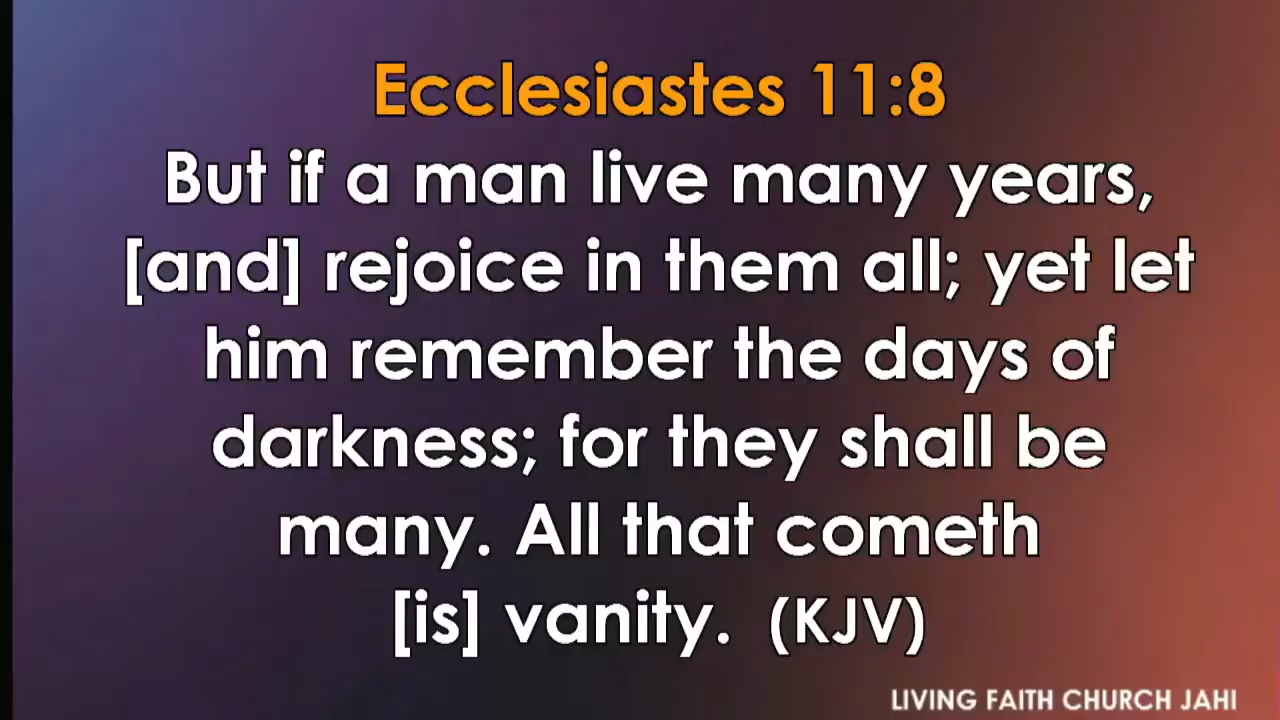 Ecclesiastes 11:8
But if a man live many years,
[and] rejoice in them all; yet let
him remember the days of
darkness; for they shall be
many. All that cometh
[is] vanity. (KJV)
LIVING FAITH CHURCH JAHI